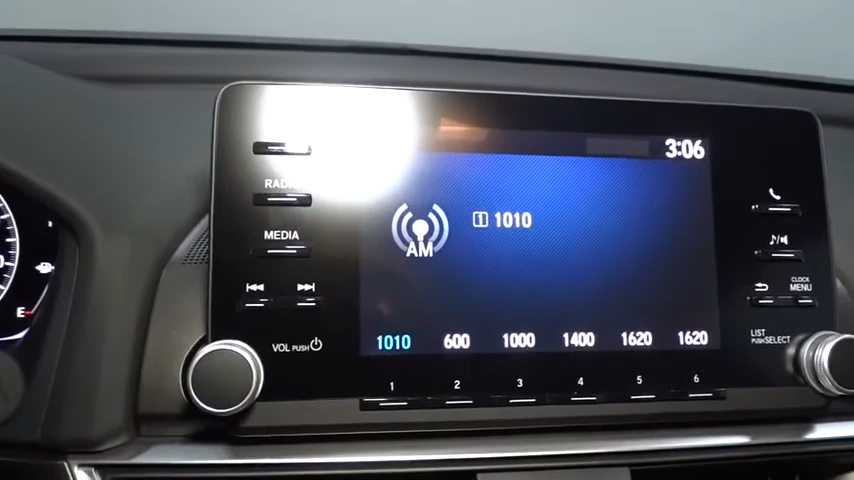 3:06
RADIO
MEDIA
1 1010
AM
CLOCK
MENU
VOL PUSH
LIST
PUSH SELECT
1010 600 1000 1400 1620 1620
1 2 3 4 5 6
E